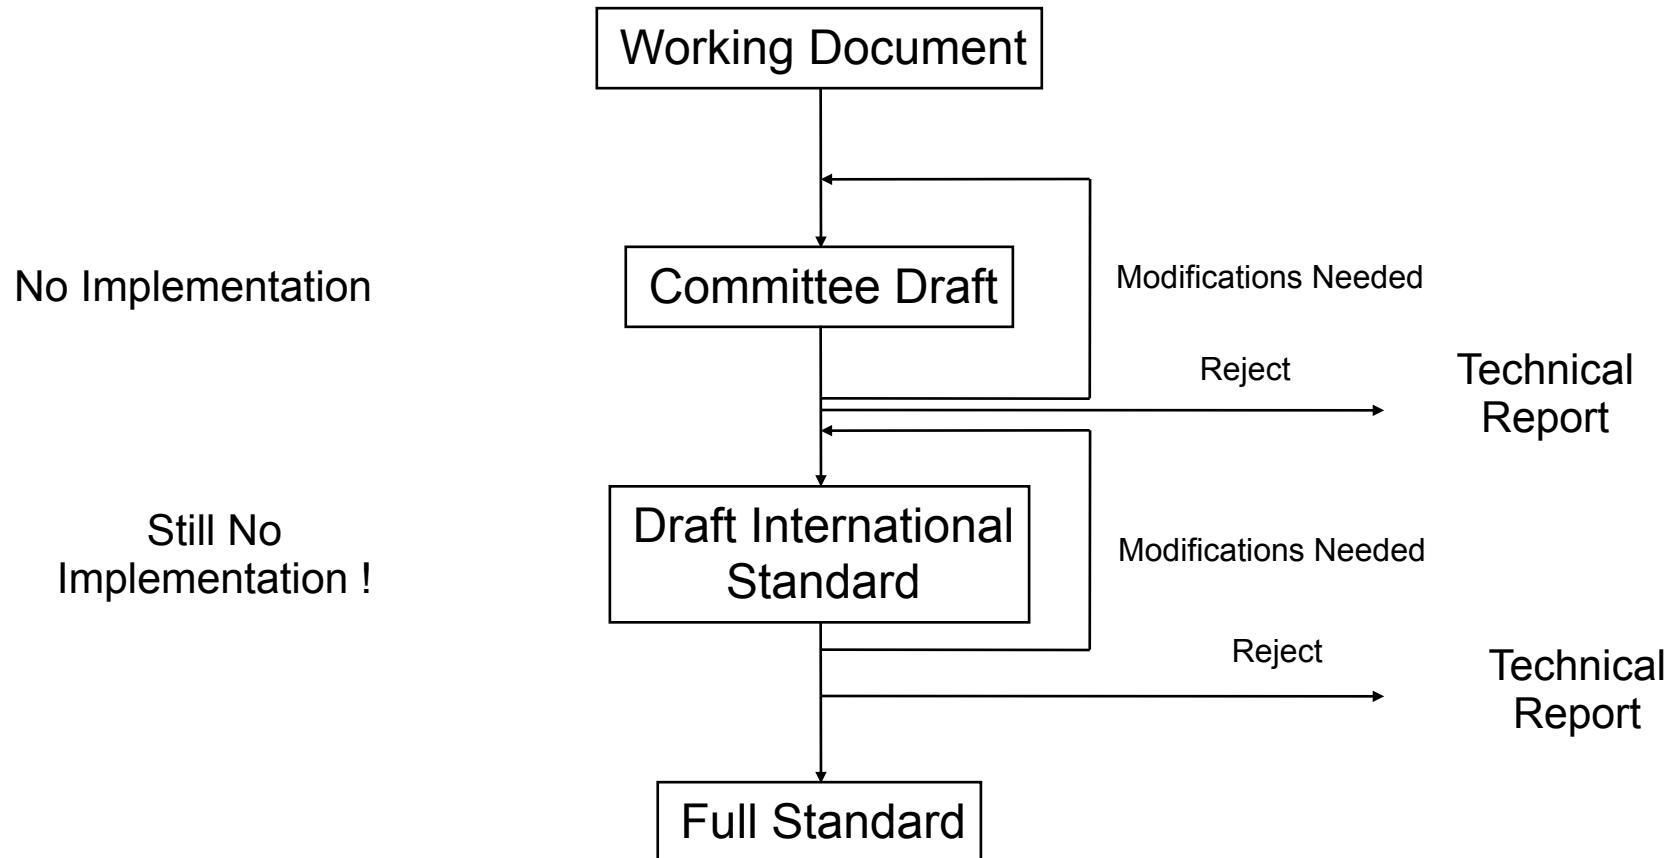 Working Document
No Implementation
Committee Draft
Modifications Needed
Reject
Technical
Report
Still No
Implementation !
Draft International
Standard
Modifications Needed
Reject
Technical
Report
Full Standard